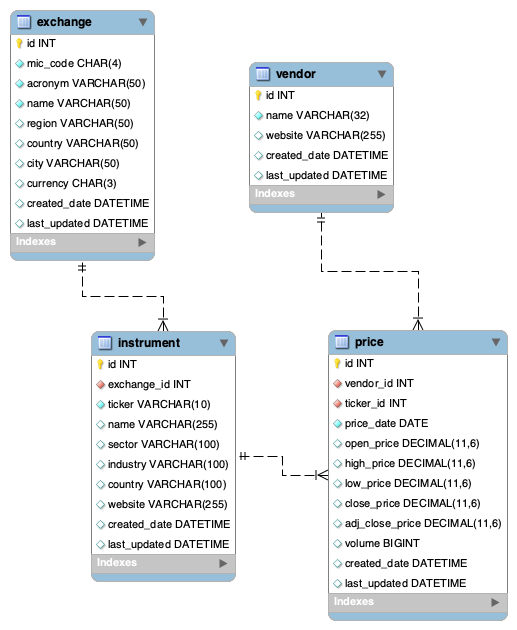 exchange
id INT
mic_code CHAR(4)
acronym VARCHAR(50)
name VARCHAR(50)
region VARCHAR(50)
country VARCHAR(50)
city VARCHAR(50)
currency CHAR(3)
created_date DATETIME
last_updated DATETIME
Indexes
vendor
id INT
name VARCHAR(32)
website VARCHAR(255)
created_date DATETIME
last_updated DATETIME
Indexes
instrument
id INT
exchange_id INT
ticker VARCHAR(10)
name VARCHAR(255)
sector VARCHAR(100)
industry VARCHAR(100)
country VARCHAR(100)
website VARCHAR(255)
created_date DATETIME
last_updated DATETIME
Indexes
price
id INT
vendor_id INT
ticker_id INT
price_date DATE
open_price DECIMAL(11,6)
high_price DECIMAL(11,6)
low_price DECIMAL(11,6)
close_price DECIMAL(11,6)
adj_close_price DECIMAL(11,6)
volume BIGINT
created_date DATETIME
last_updated DATETIME
Indexes